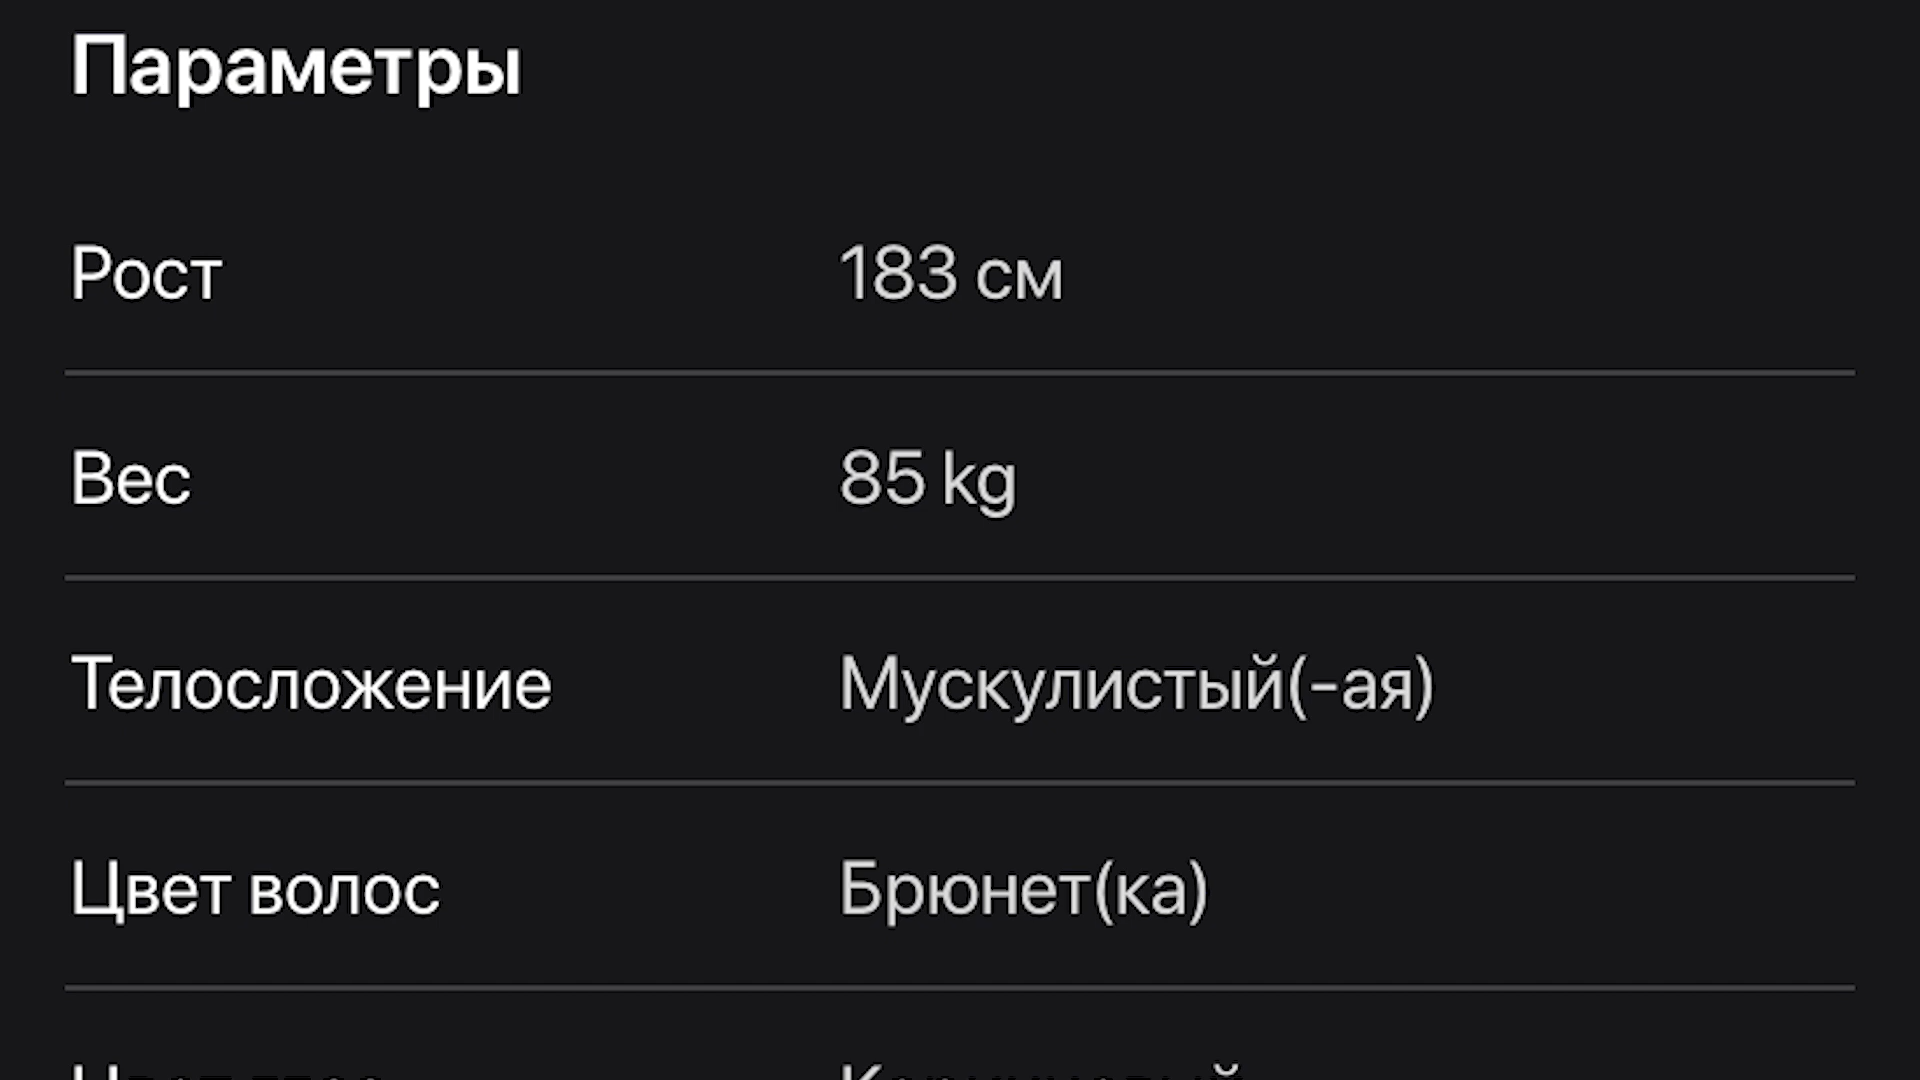 Параметры
Рост 183 см
Вес 85 kg
Телосложение Мускулистый(-ая)
Цвет волос Брюнет(ка)